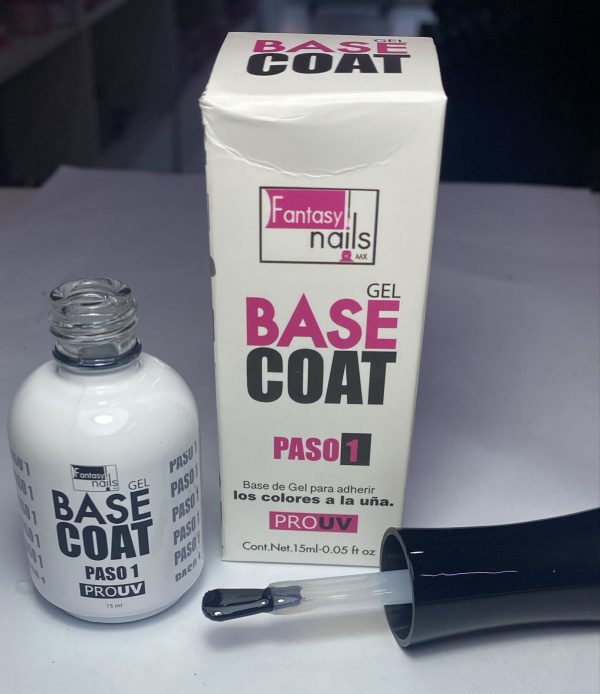 GEL
BASE
COAT
Fantasy
nails
MX
GEL
BASE
COAT
PASO 1
Base de Gel para adherir
los colores a la uña.
PROUV
Cont.Net.15ml-0.05 ft oz
Fantasy
nails
GEL
BASE
COAT
PASO 1
PROUV
15 ml
PASO 1
PASO 1
PASO 1
PASO 1
PASO 1